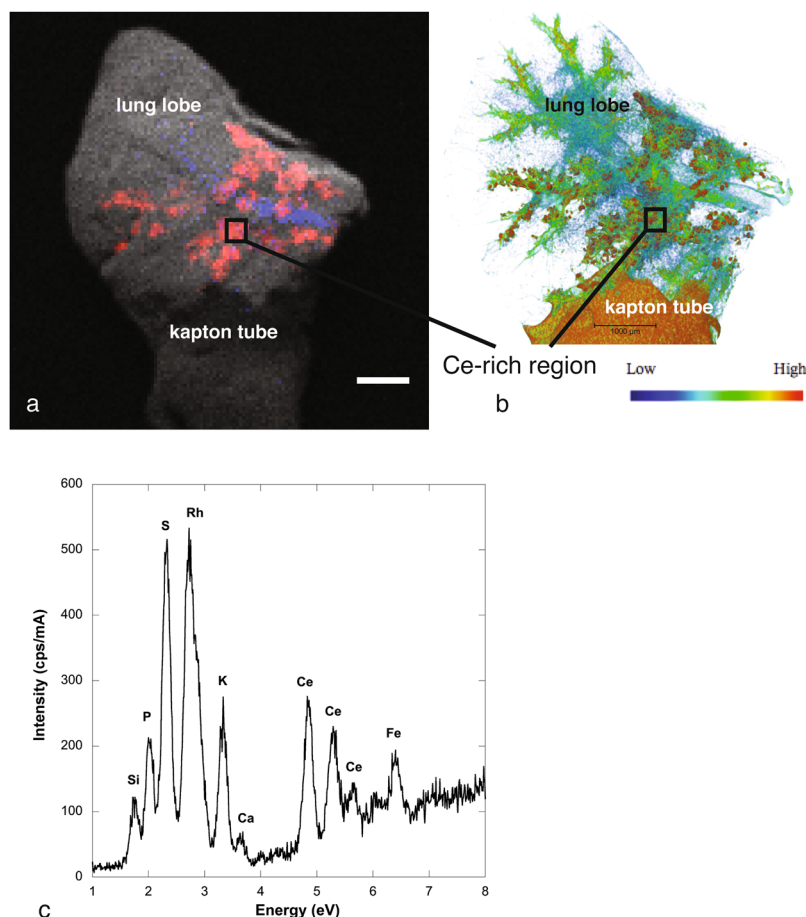 lung lobe
kapton tube
a
lung lobe
kapton tube
1000 µm
Ce-rich region
b
Low High
600
500
400
300
200
100
0
Intensity (cps/mA)
Si
P
S
Rh
K
Ca
Ce
Ce
Ce
Fe
1 2 3 4 5 6 7 8
Energy (eV)
c